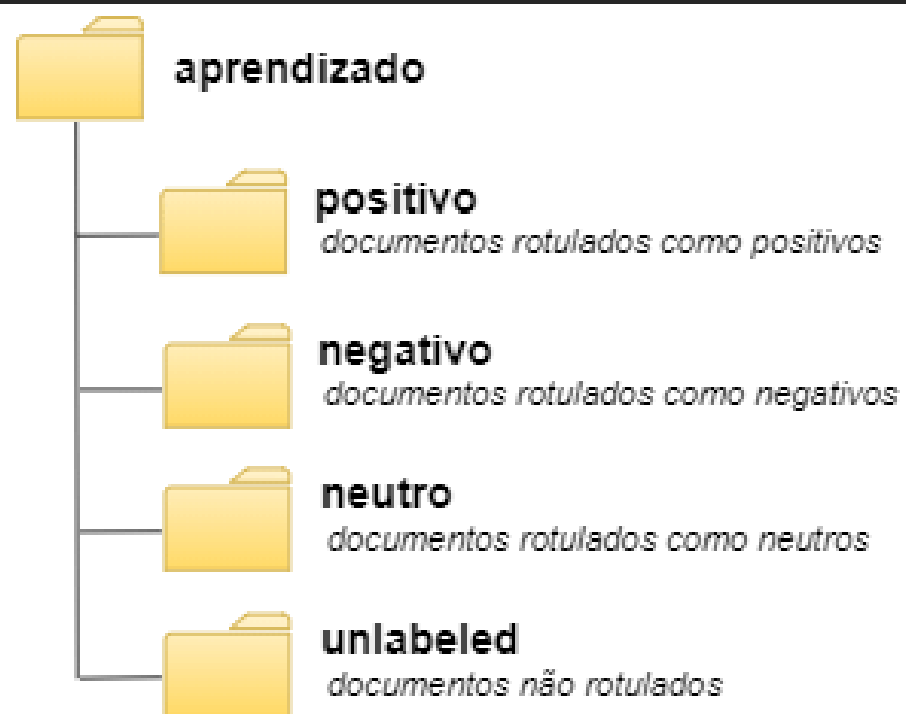 aprendizado
positivo
documentos rotulados como positivos
negativo
documentos rotulados como negativos
neutro
documentos rotulados como neutros
unlabeled
documentos não rotulados